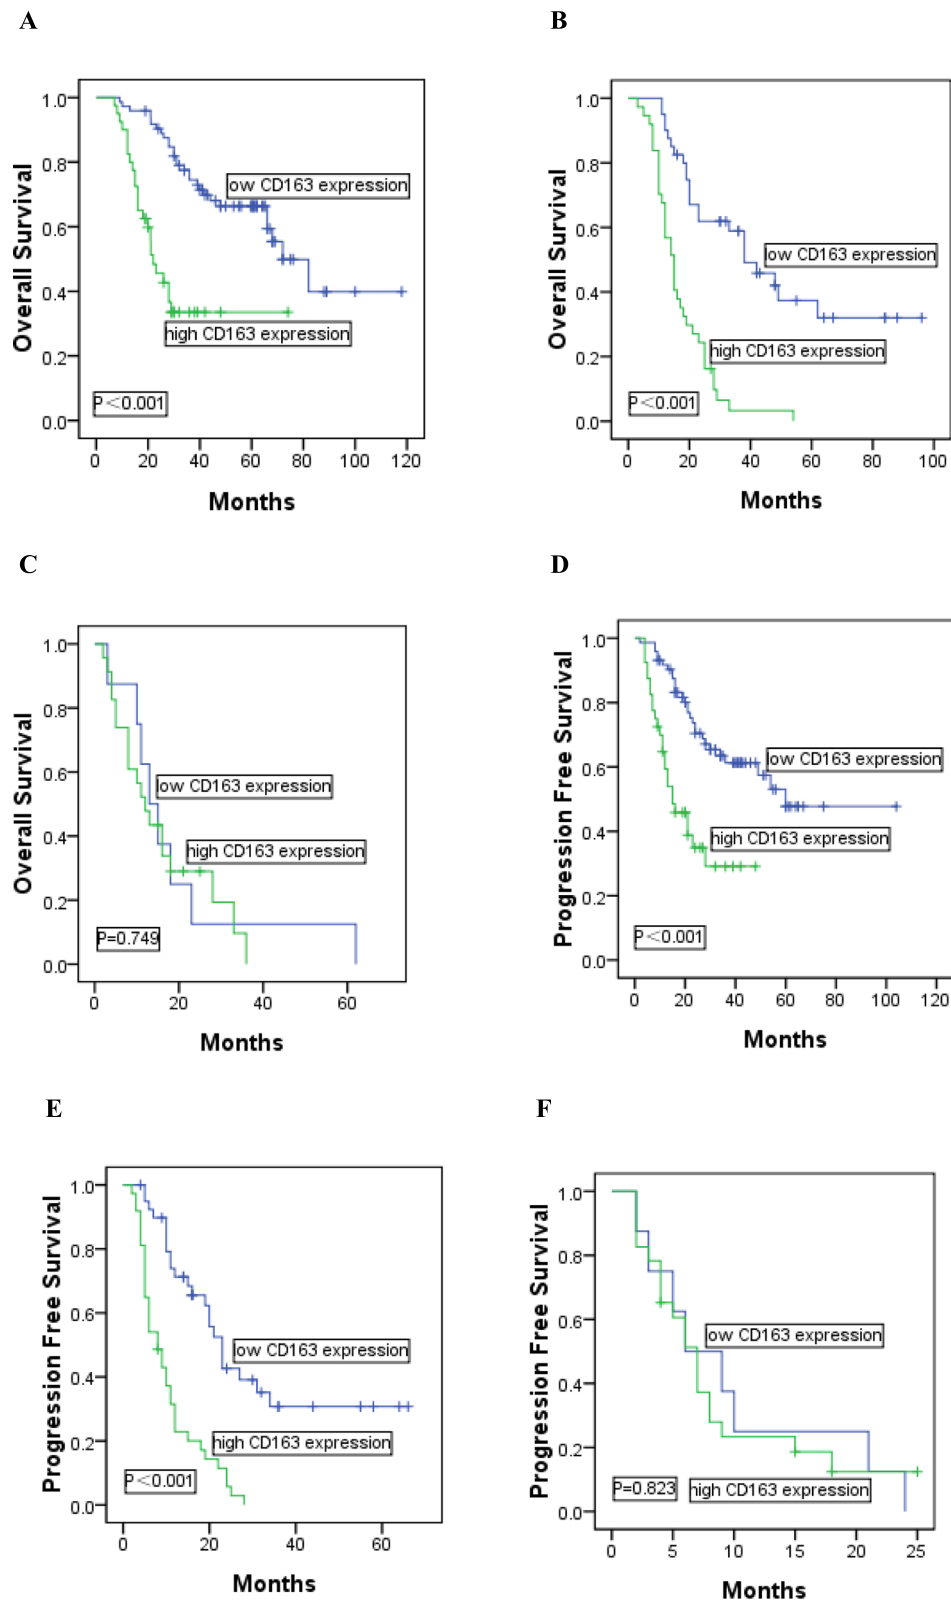 A
Overall Survival
1.0
0.8
0.6
0.4
0.2
0.0
low CD163 expression
high CD163 expression
P<0.001
0 20 40 60 80 100 120
Months
B
Overall Survival
1.0
0.8
0.6
0.4
0.2
0.0
low CD163 expression
high CD163 expression
P<0.001
0 20 40 60 80 100
Months
C
Overall Survival
1.0
0.8
0.6
0.4
0.2
0.0
low CD163 expression
high CD163 expression
P=0.749
0 20 40 60
Months
D
Progression Free Survival
1.0
0.8
0.6
0.4
0.2
0.0
low CD163 expression
high CD163 expression
P<0.001
0 20 40 60 80 100 120
Months
E
Progression Free Survival
1.0
0.8
0.6
0.4
0.2
0.0
low CD163 expression
high CD163 expression
P<0.001
0 20 40 60
Months
F
Progression Free Survival
1.0
0.8
0.6
0.4
0.2
0.0
low CD163 expression
P=0.823
high CD163 expression
0 5 10 15 20 25
Months